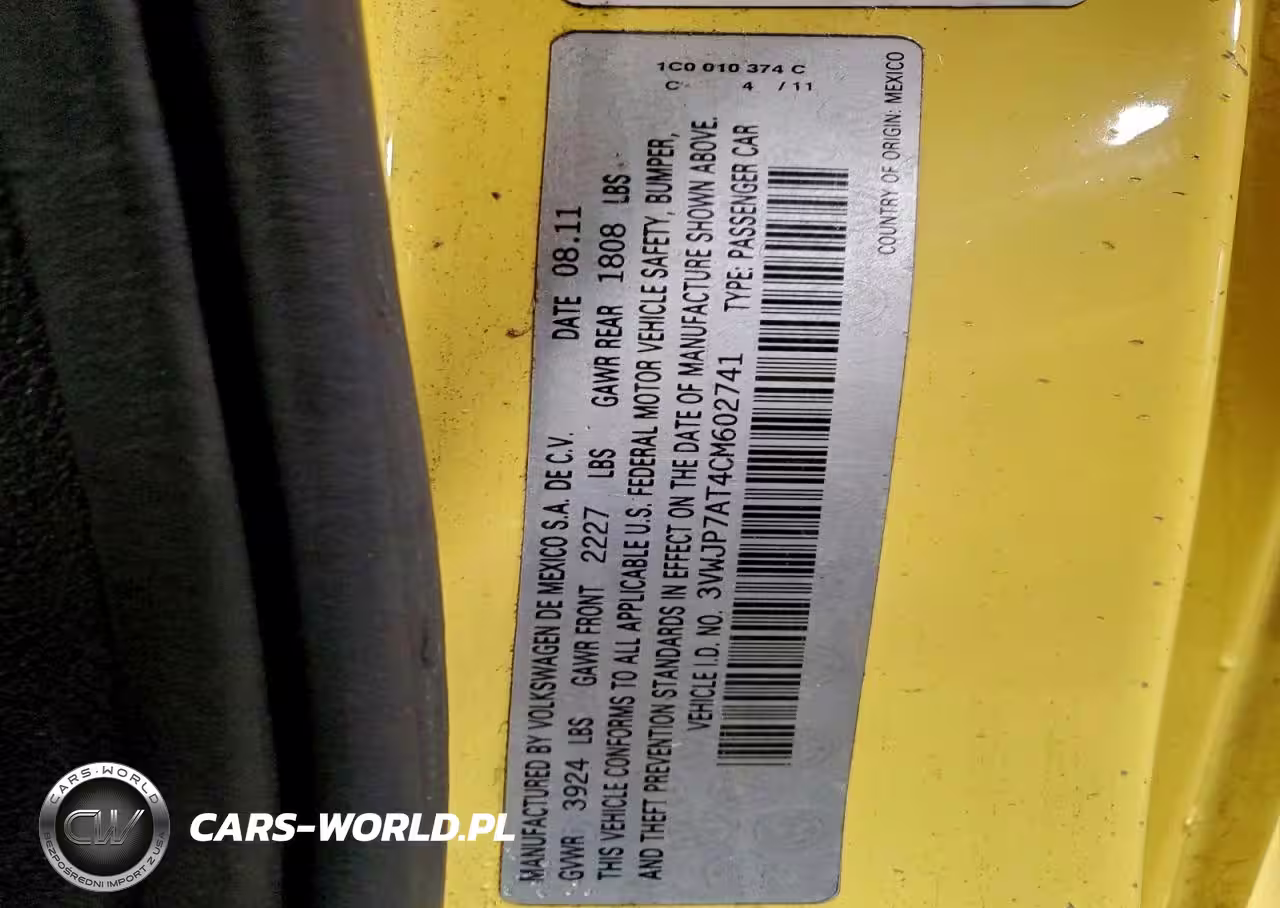 1C0 010 374 C
4 / 11
MANUFACTURED BY VOLKSWAGEN DE MEXICO S.A. DE C.V. DATE 08.11
GVWR 3924 LBS GAWR FRONT 2227 LBS GAWR REAR 1808 LBS
THIS VEHICLE CONFORMS TO ALL APPLICABLE U.S. FEDERAL MOTOR VEHICLE SAFETY, BUMPER,
AND THEFT PREVENTION STANDARDS IN EFFECT ON THE DATE OF MANUFACTURE SHOWN ABOVE.
VEHICLE I.D. NO. 3VWJP7AT4CM602741 TYPE: PASSENGER CAR
COUNTRY OF ORIGIN: MEXICO
CARS-WORLD
CW
BEZPOŚREDNI IMPORT Z USA
CARS-WORLD.PL